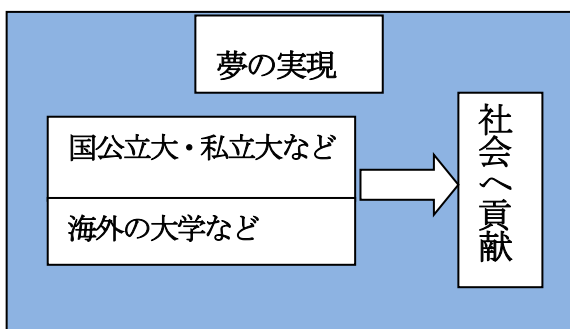 夢の実現
国公立大・私立大など
海外の大学など
社会へ貢献